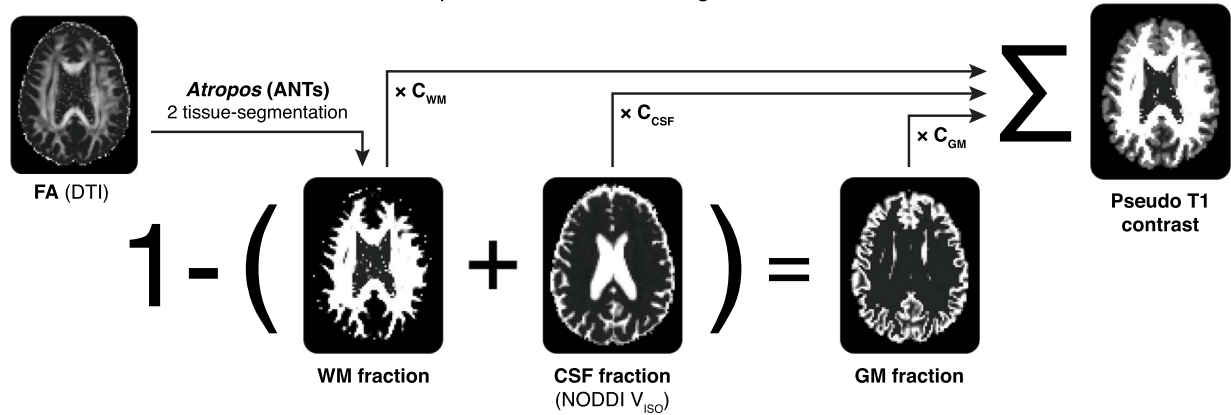 FA (DTI)
Atropos (ANTs)
2 tissue-segmentation
× C_WM
× C_CSF
× C_GM
∑
Pseudo T1
contrast
1 - ( + ) =
WM fraction
CSF fraction
(NODDI V_ISO)
GM fraction